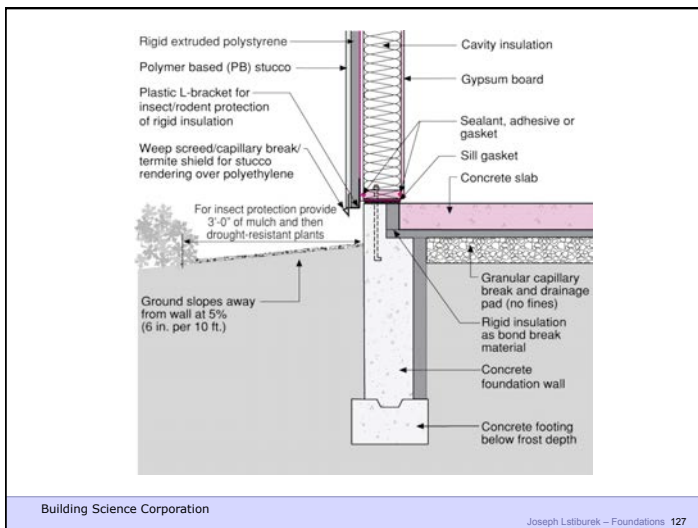 Rigid extruded polystyrene
Polymer based (PB) stucco
Plastic L-bracket for
insect/rodent protection
of rigid insulation
Weep screed/capillary break/
termite shield for stucco
rendering over polyethylene
For insect protection provide
3'-0" of mulch and then
drought-resistant plants
Ground slopes away
from wall at 5%
(6 in. per 10 ft.)
Cavity insulation
Gypsum board
Sealant, adhesive or
gasket
Sill gasket
Concrete slab
Granular capillary
break and drainage
pad (no fines)
Rigid insulation
as bond break
material
Concrete
foundation wall
Concrete footing
below frost depth
Building Science Corporation
Joseph Lstiburek – Foundations 127